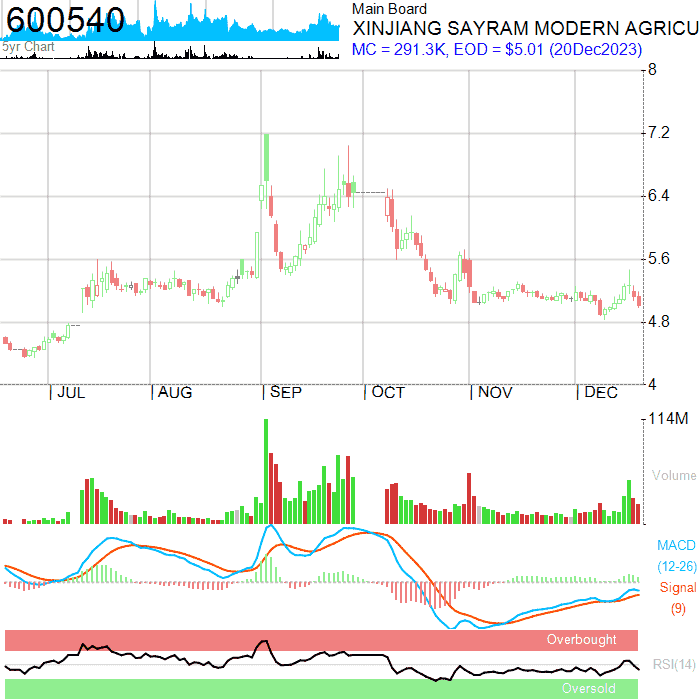 600540
5yr Chart
Main Board
XINJIANG SAYRAM MODERN AGRICU
MC = 291.3K, EOD = $5.01 (20Dec2023)
8
7.2
6.4
5.6
4.8
4
JUL
AUG
SEP
OCT
NOV
DEC
114M
Volume
MACD
(12-26)
Signal
(9)
Overbought
RSI(14)
Oversold